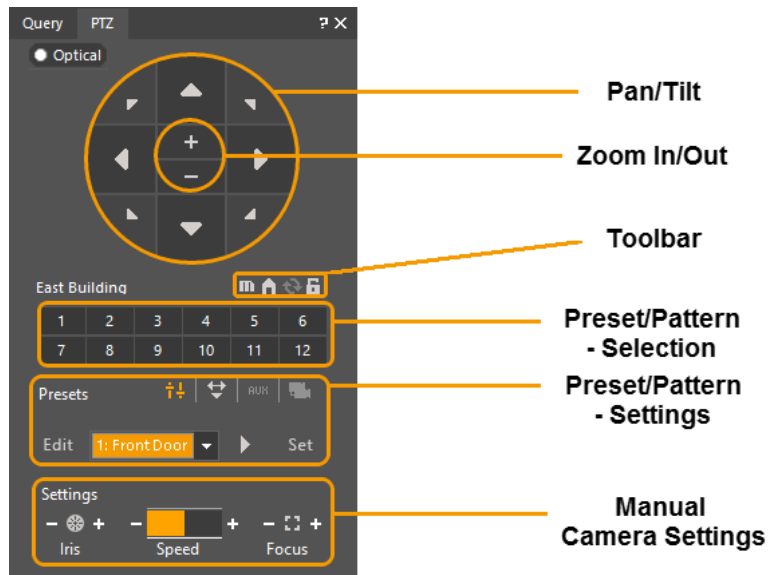 Query PTZ ? X
Optical
Pan/Tilt
+
Zoom In/Out
−
Toolbar
East Building m
1 2 3 4 5 6
Preset/Pattern
- Selection
7 8 9 10 11 12
Preset/Pattern
- Settings
Presets AUX
Edit 1: Front Door Set
Settings
Manual
Camera Settings
− + − + − +
Iris Speed Focus